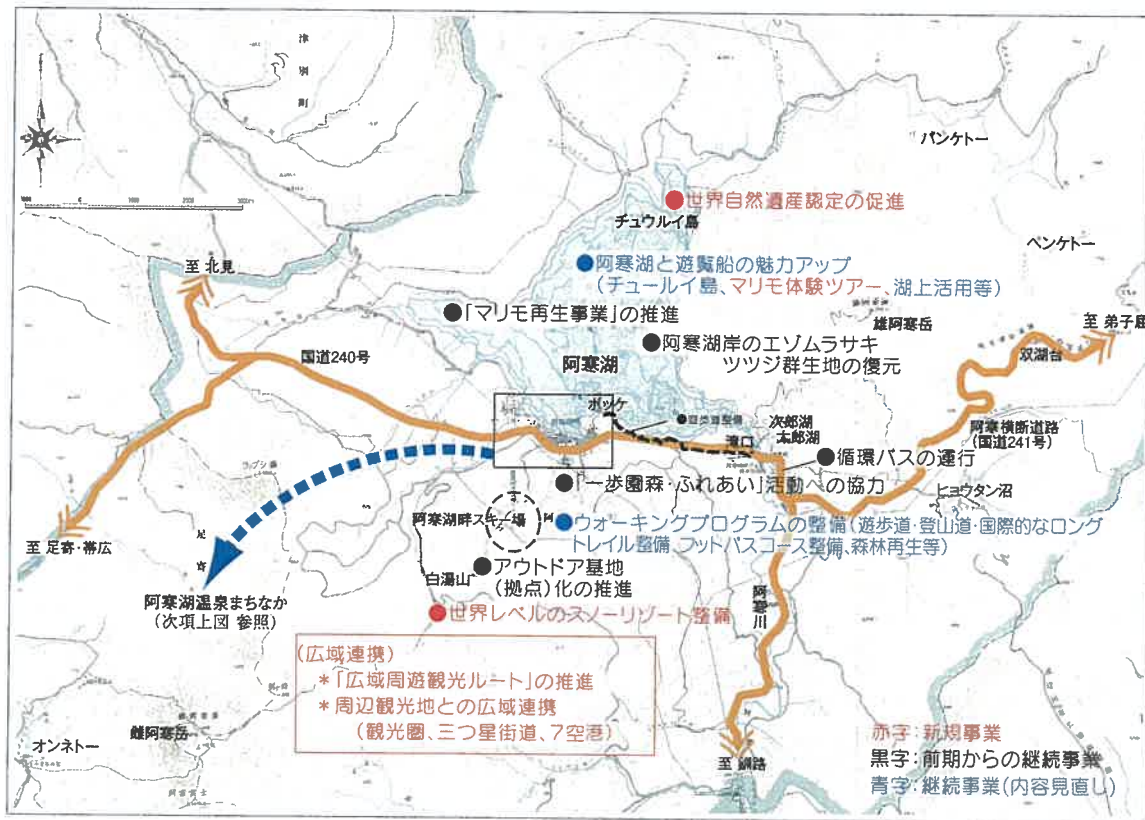 津別町
パンケトー
●世界自然遺産認定の促進
チュウルイ島
ペンケトー
至 北見
●阿寒湖と遊覧船の魅力アップ
(チュールイ島、マリモ体験ツアー、湖上活用等)
●「マリモ再生事業」の推進
雄阿寒岳
至 弟子屈
●阿寒湖岸のエゾムラサキ
ツツジ群生地の復元
双湖台
国道240号
阿寒湖
ボッケ
●遊歩道整備
次郎湖
太郎湖
滝口
阿寒横断道路
(国道241号)
●循環バスの運行
●「一歩園森・ふれあい」活動への協力
ヒョウタン沼
阿寒湖畔スキー場
●ウォーキングプログラムの整備(遊歩道・登山道・国際的なロング
トレイル整備、フットパスコース整備、森林再生等)
至 足寄・帯広
足寄
●アウトドア基地
(拠点)化の推進
白湯山
阿寒湖温泉まちなか
(次項上図 参照)
阿寒川
●世界レベルのスノーリゾート整備
(広域連携)
*「広域周遊観光ルート」の推進
*周辺観光地との広域連携
(観光圏、三つ星街道、7空港)
雌阿寒岳
オンネトー
至 釧路
赤字:新規事業
黒字:前期からの継続事業
青字:継続事業(内容見直し)